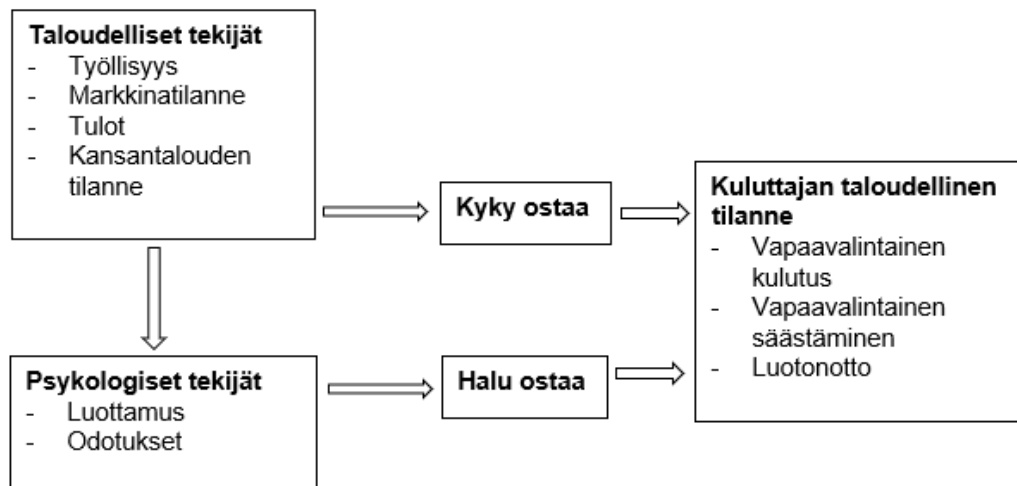 Taloudelliset tekijät
- Työllisyys
- Markkinatilanne
- Tulot
- Kansantalouden
tilanne
Kyky ostaa
Kuluttajan taloudellinen
tilanne
- Vapaavalintainen
kulutus
- Vapaavalintainen
säästäminen
- Luotonotto
Psykologiset tekijät
- Luottamus
- Odotukset
Halu ostaa